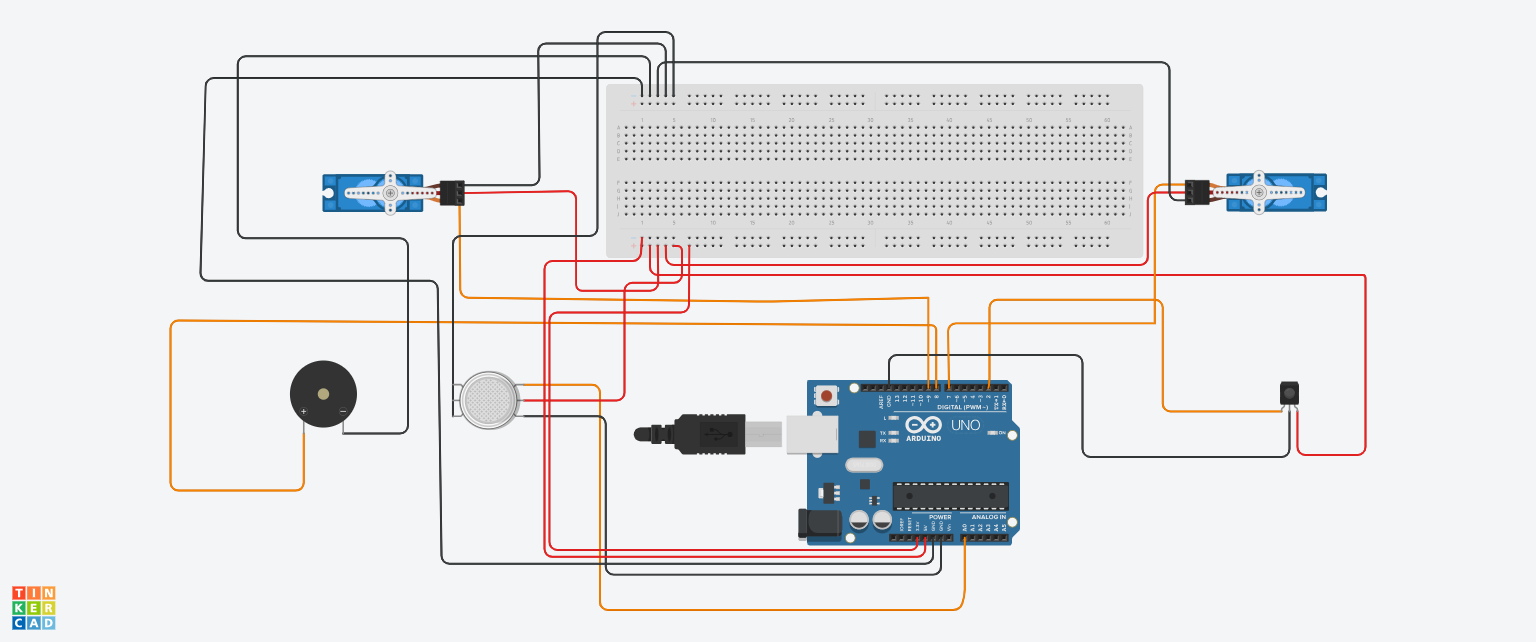 1 5 10 15 20 25 30 35 40 45 50 55 60
A A
B B
C C
D D
E E
F F
G G
H H
I I
1 5 10 15 20 25 30 35 40 45 50 55 60
AREF GND 13 12 ~11 ~10 ~9 8 7 ~6 ~5 4 ~3 2 TX→1 RX←0
DIGITAL (PWM~)
L
TX
RX
ARDUINO
UNO
ON
+ −
POWER
ANALOG IN
IOREF RESET 3.3V 5V GND GND Vin A0 A1 A2 A3 A4 A5
TIN
KER
CAD